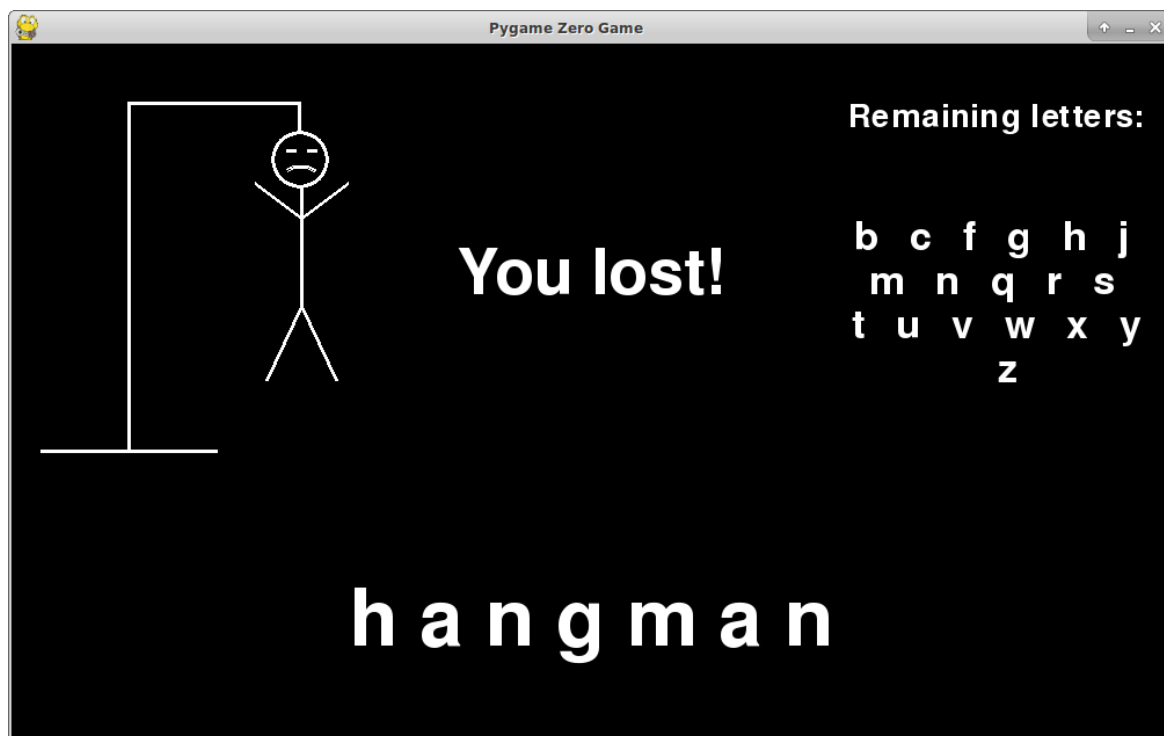 Pygame Zero Game
Remaining letters:
b c f g h j
m n q r s
t u v w x y
z
You lost!
h a n g m a n